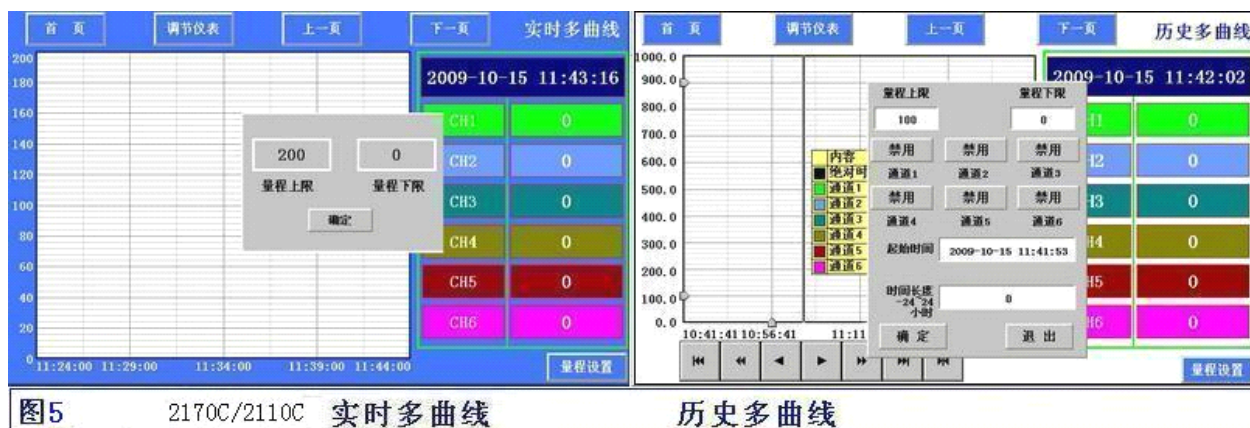 首 页 调节仪表 上一页 下一页 实时多曲线
200
180
160
140
120
100
80
60
40
20
0
11:24:00 11:29:00 11:34:00 11:39:00 11:44:00
2009-10-15 11:43:16
CH1 0
CH2 0
CH3 0
CH4 0
CH5 0
CH6 0
200 0
量程上限 量程下限
确定
量程设置
首 页 调节仪表 上一页 下一页 历史多曲线
1000.0
900.0
800.0
700.0
600.0
500.0
400.0
300.0
200.0
100.0
0.0
10:41:41 10:56:41 11:11
内容
绝对时
通道1
通道2
通道3
通道4
通道5
通道6
量程上限 量程下限
100 0
禁用 禁用 禁用
通道1 通道2 通道3
禁用 禁用 禁用
通道4 通道5 通道6
起始时间 2009-10-15 11:41:53
时间长度
-24~24
小时
0
确 定 退 出
2009-10-15 11:42:02
H1 0
H2 0
H3 0
H4 0
H5 0
H6 0
量程设置
图5 2170C/2110C 实时多曲线 历史多曲线